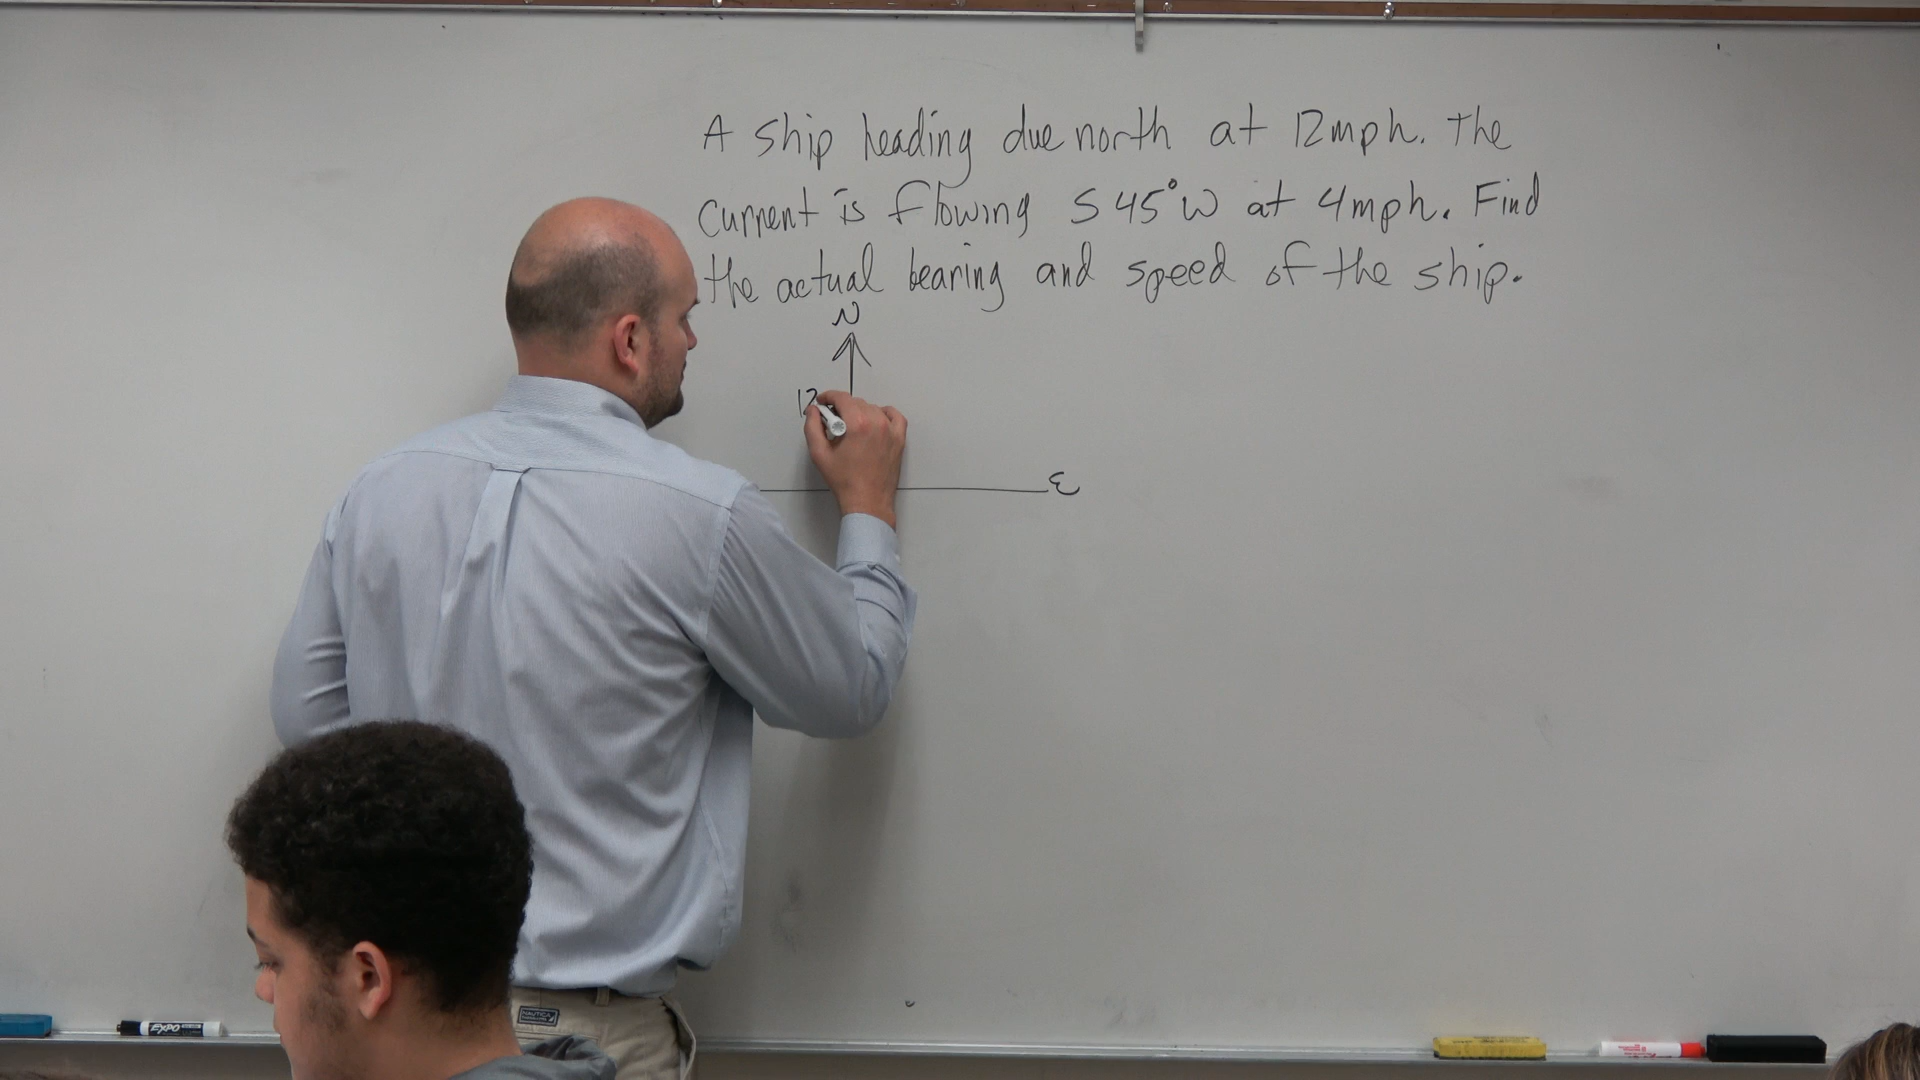 A ship heading due north at 12mph. The
current is flowing S 45° W at 4mph. Find
the actual bearing and speed of the ship.
N
12
E
EXPO
NAUTICA